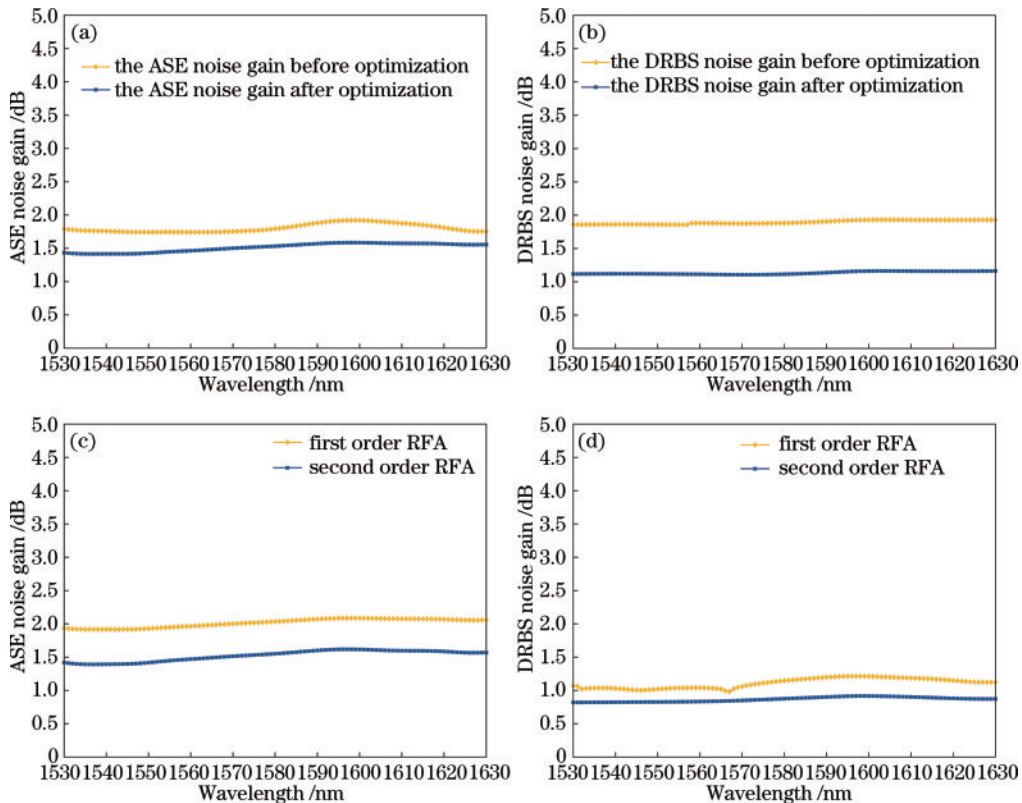 (a)
the ASE noise gain before optimization
the ASE noise gain after optimization
ASE noise gain /dB
5.0
4.5
4.0
3.5
3.0
2.5
2.0
1.5
1.0
0.5
0
1530 1540 1550 1560 1570 1580 1590 1600 1610 1620 1630
Wavelength /nm
(b)
the DRBS noise gain before optimization
the DRBS noise gain after optimization
DRBS noise gain /dB
5.0
4.5
4.0
3.5
3.0
2.5
2.0
1.5
1.0
0.5
0
1530 1540 1550 1560 1570 1580 1590 1600 1610 1620 1630
Wavelength /nm
(c)
first order RFA
second order RFA
ASE noise gain /dB
5.0
4.5
4.0
3.5
3.0
2.5
2.0
1.5
1.0
0.5
0
1530 1540 1550 1560 1570 1580 1590 1600 1610 1620 1630
Wavelength /nm
(d)
first order RFA
second order RFA
DRBS noise gain /dB
5.0
4.5
4.0
3.5
3.0
2.5
2.0
1.5
1.0
0.5
0
1530 1540 1550 1560 1570 1580 1590 1600 1610 1620 1630
Wavelength /nm